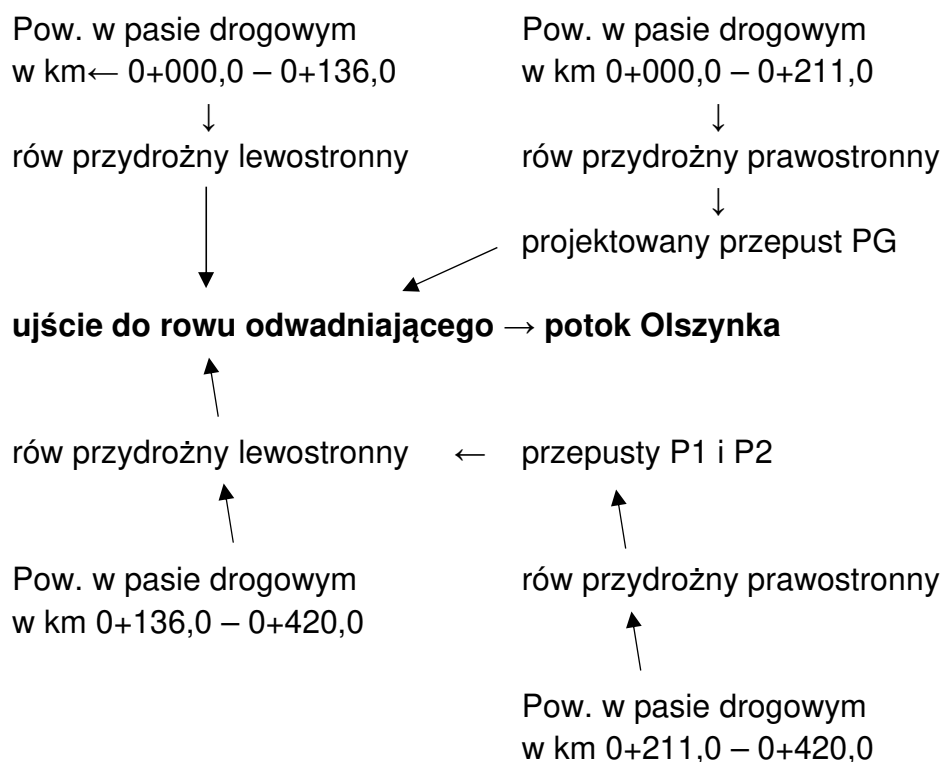 Pow. w pasie drogowym
w km← 0+000,0 – 0+136,0
↓
rów przydrożny lewostronny
Pow. w pasie drogowym
w km 0+000,0 – 0+211,0
↓
rów przydrożny prawostronny
↓
projektowany przepust PG
ujście do rowu odwadniającego → potok Olszynka
rów przydrożny lewostronny ← przepusty P1 i P2
Pow. w pasie drogowym
w km 0+136,0 – 0+420,0
rów przydrożny prawostronny
Pow. w pasie drogowym
w km 0+211,0 – 0+420,0